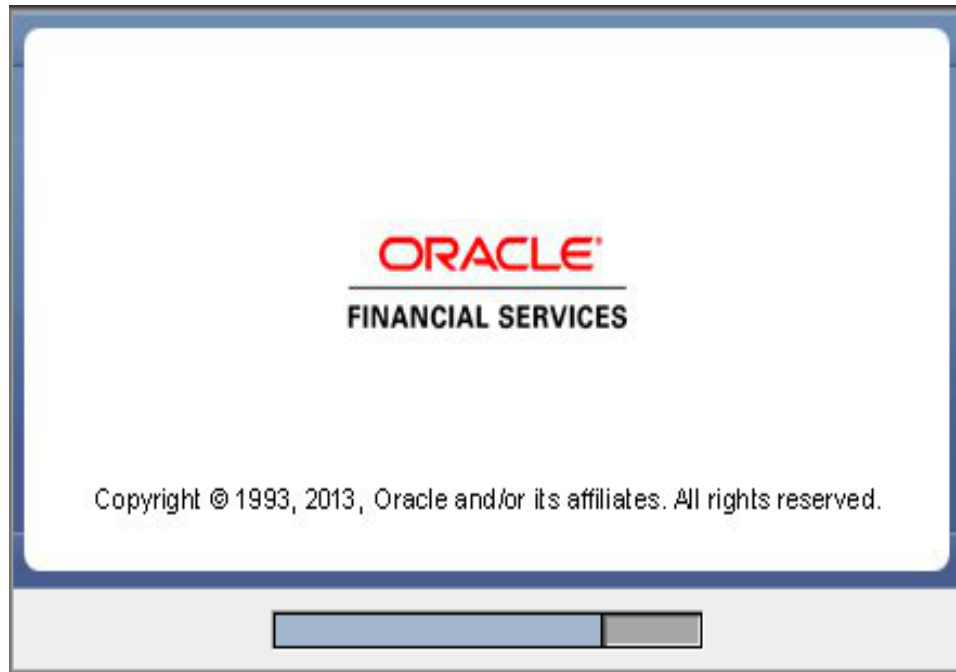 ORACLE®
FINANCIAL SERVICES
Copyright © 1993, 2013, Oracle and/or its affiliates. All rights reserved.